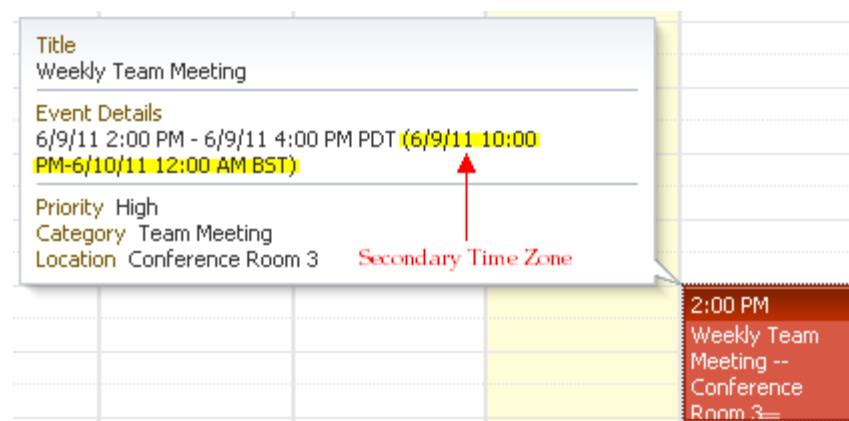 Title
Weekly Team Meeting
Event Details
6/9/11 2:00 PM - 6/9/11 4:00 PM PDT (6/9/11 10:00
PM-6/10/11 12:00 AM BST)
Priority High
Category Team Meeting
Location Conference Room 3
Secondary Time Zone
2:00 PM
Weekly Team
Meeting --
Conference
Room 3